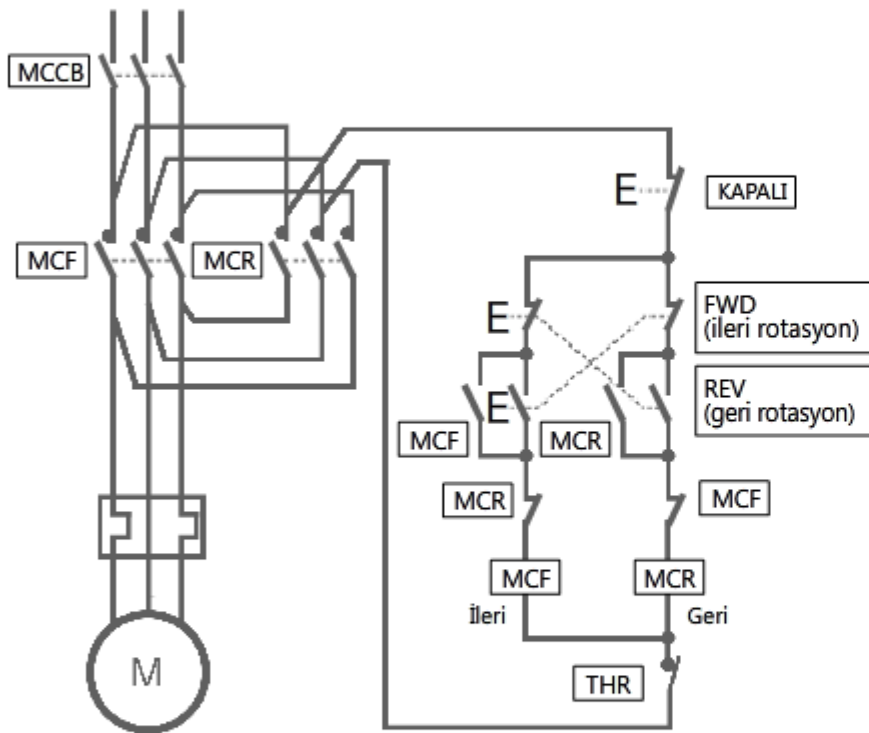 MCCB
E
KAPALI
MCF
MCR
E
FWD
(ileri rotasyon)
E
REV
(geri rotasyon)
MCF
MCR
MCR
MCF
MCF
MCR
İleri
Geri
M
THR